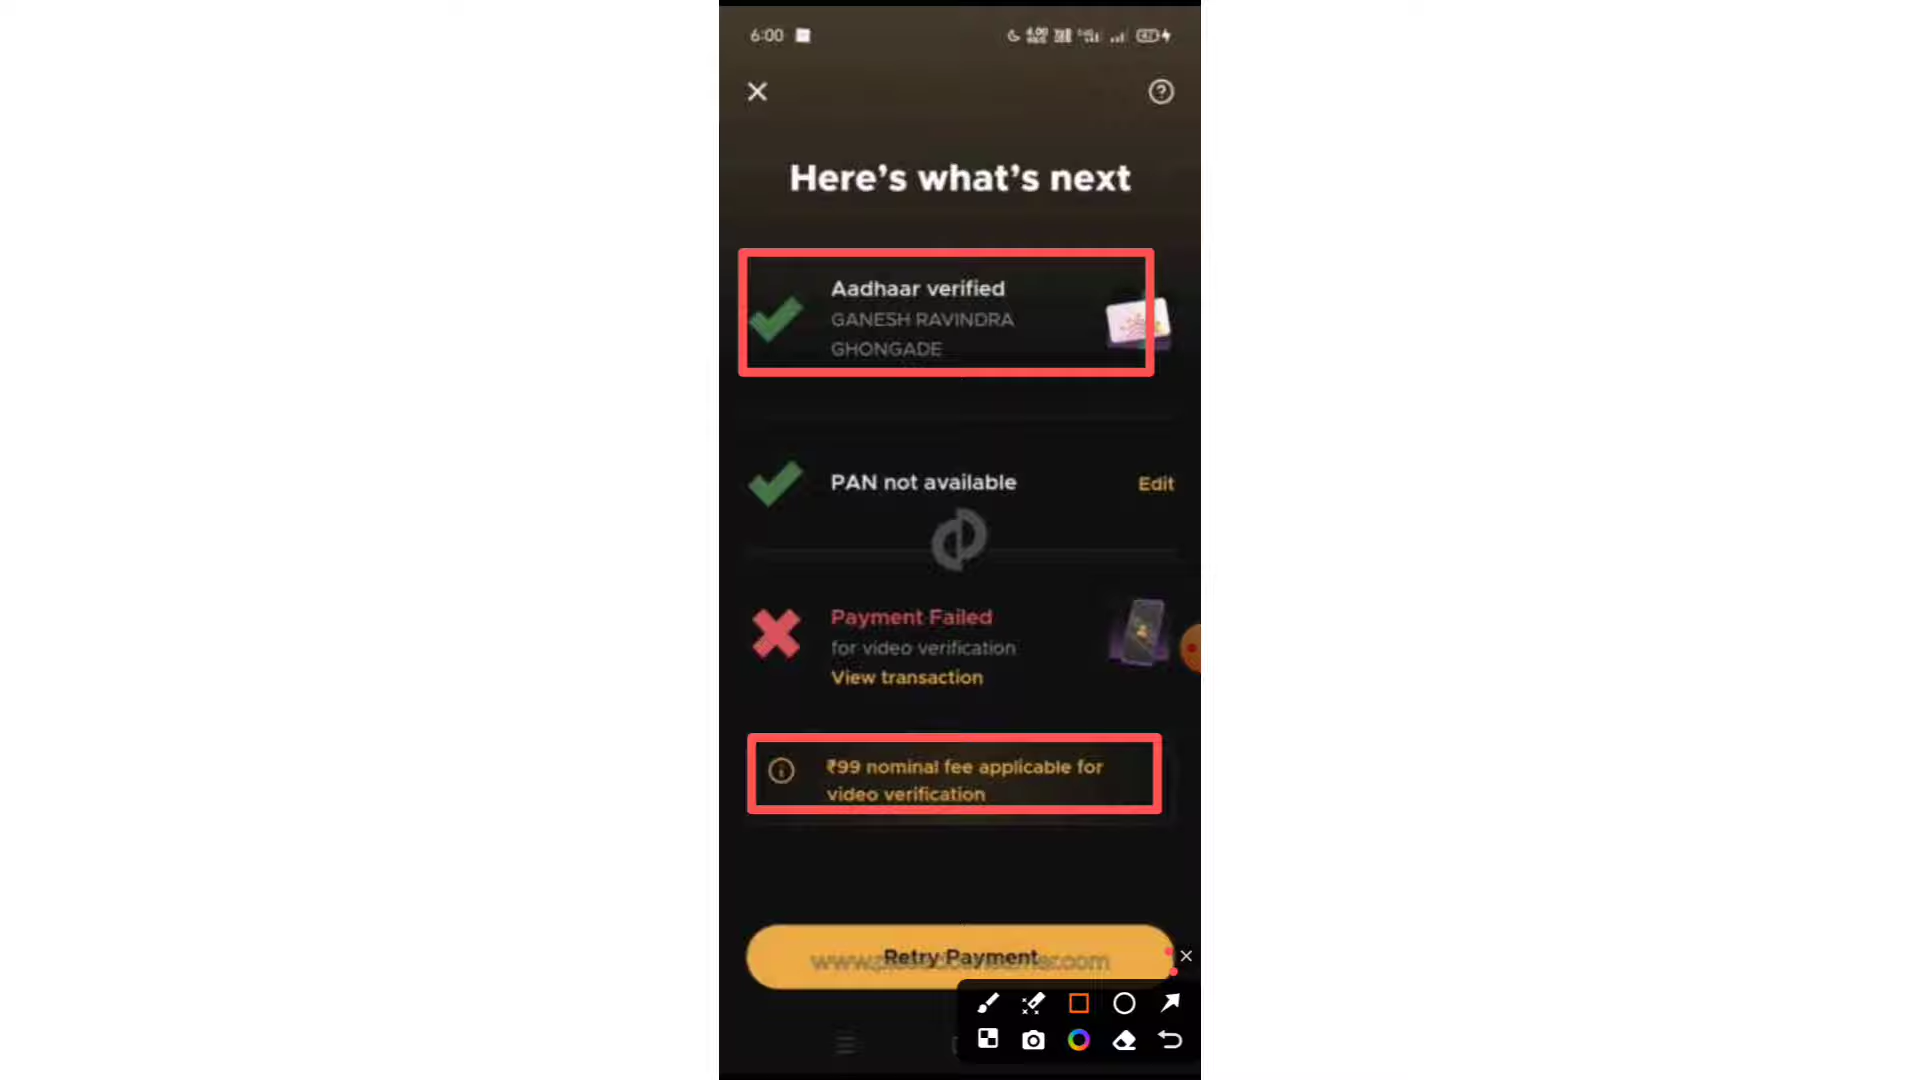 6:00
Here's what's next
Aadhaar verified
GANESH RAVINDRA
GHONGADE
PAN not available
Edit
Payment Failed
for video verification
View transaction
₹99 nominal fee applicable for
video verification
Retry Payment